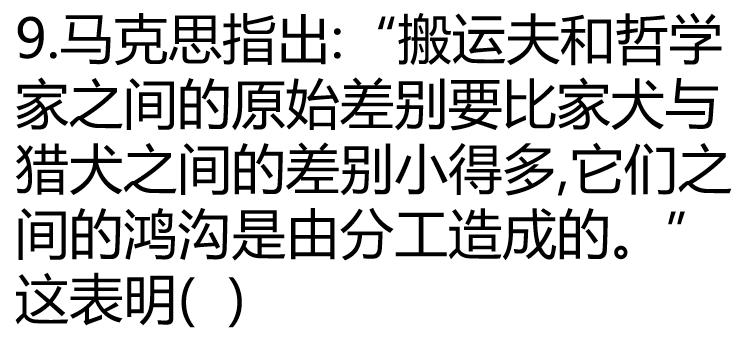 9.马克思指出:“搬运夫和哲学
家之间的原始差别要比家犬与
猎犬之间的差别小得多,它们之
间的鸿沟是由分工造成的。”
这表明( )